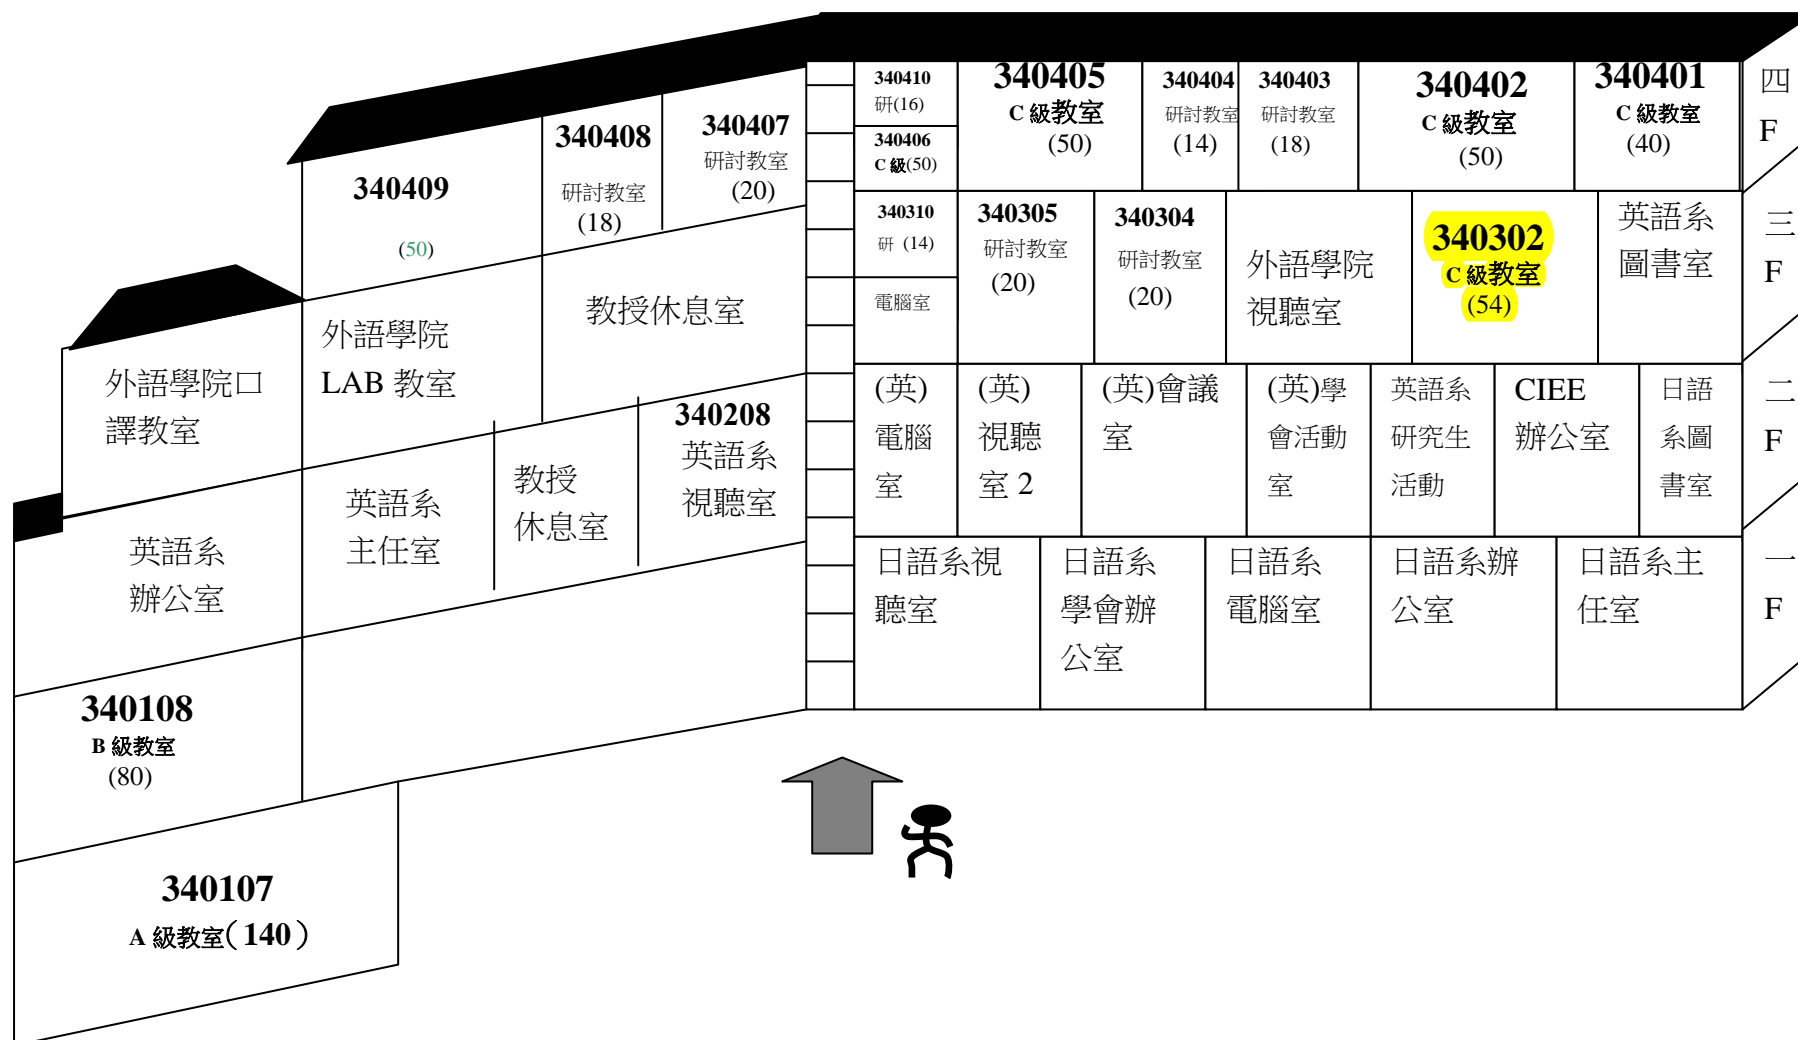 340409
(50)
340408
研討教室
(18)
340407
研討教室
(20)
340410
研(16)
340406
C 級(50)
340405
C 級教室
(50)
340404
研討教室
(14)
340403
研討教室
(18)
340402
C 級教室
(50)
340401
C 級教室
(40)
四
F
外語學院口
譯教室
外語學院
LAB 教室
教授休息室
340310
研 (14)
電腦室
340305
研討教室
(20)
340304
研討教室
(20)
外語學院
視聽室
340302
C 級教室
(54)
英語系
圖書室
三
F
英語系
辦公室
英語系
主任室
教授
休息室
340208
英語系
視聽室
(英)
電腦
室
(英)
視聽
室 2
(英)會議
室
(英)學
會活動
室
英語系
研究生
活動
CIEE
辦公室
日語
系圖
書室
二
F
340108
B 級教室
(80)
日語系視
聽室
日語系
學會辦
公室
日語系
電腦室
日語系辦
公室
日語系主
任室
一
F
340107
A 級教室（140）